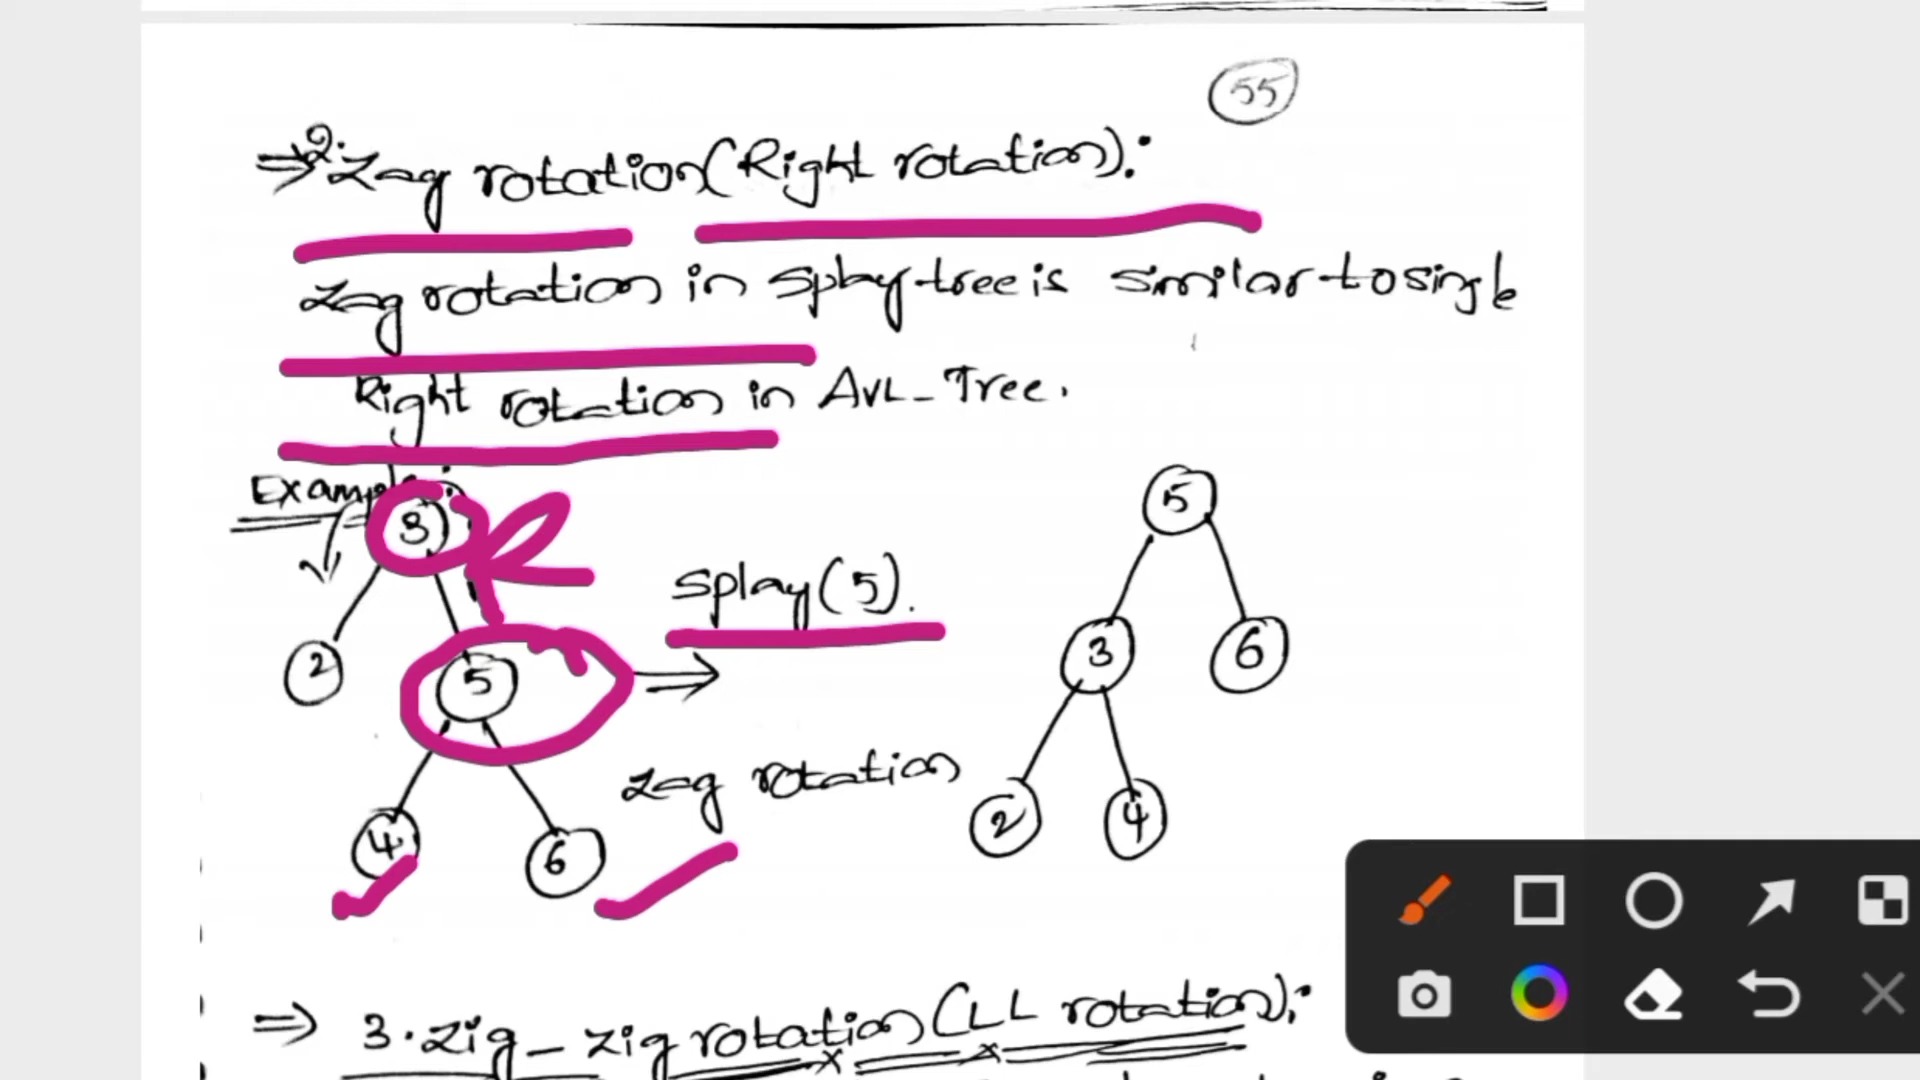 55
⇒ 2. Zag rotation (Right rotation):
Zag rotation in splay tree is similar to single
Right rotation in AVL-Tree.
Example:
3
2
5
4
6
splay(5).
⇒
Zag rotation
5
3
6
2
4
⇒ 3. Zig-zig rotation (LL rotation):